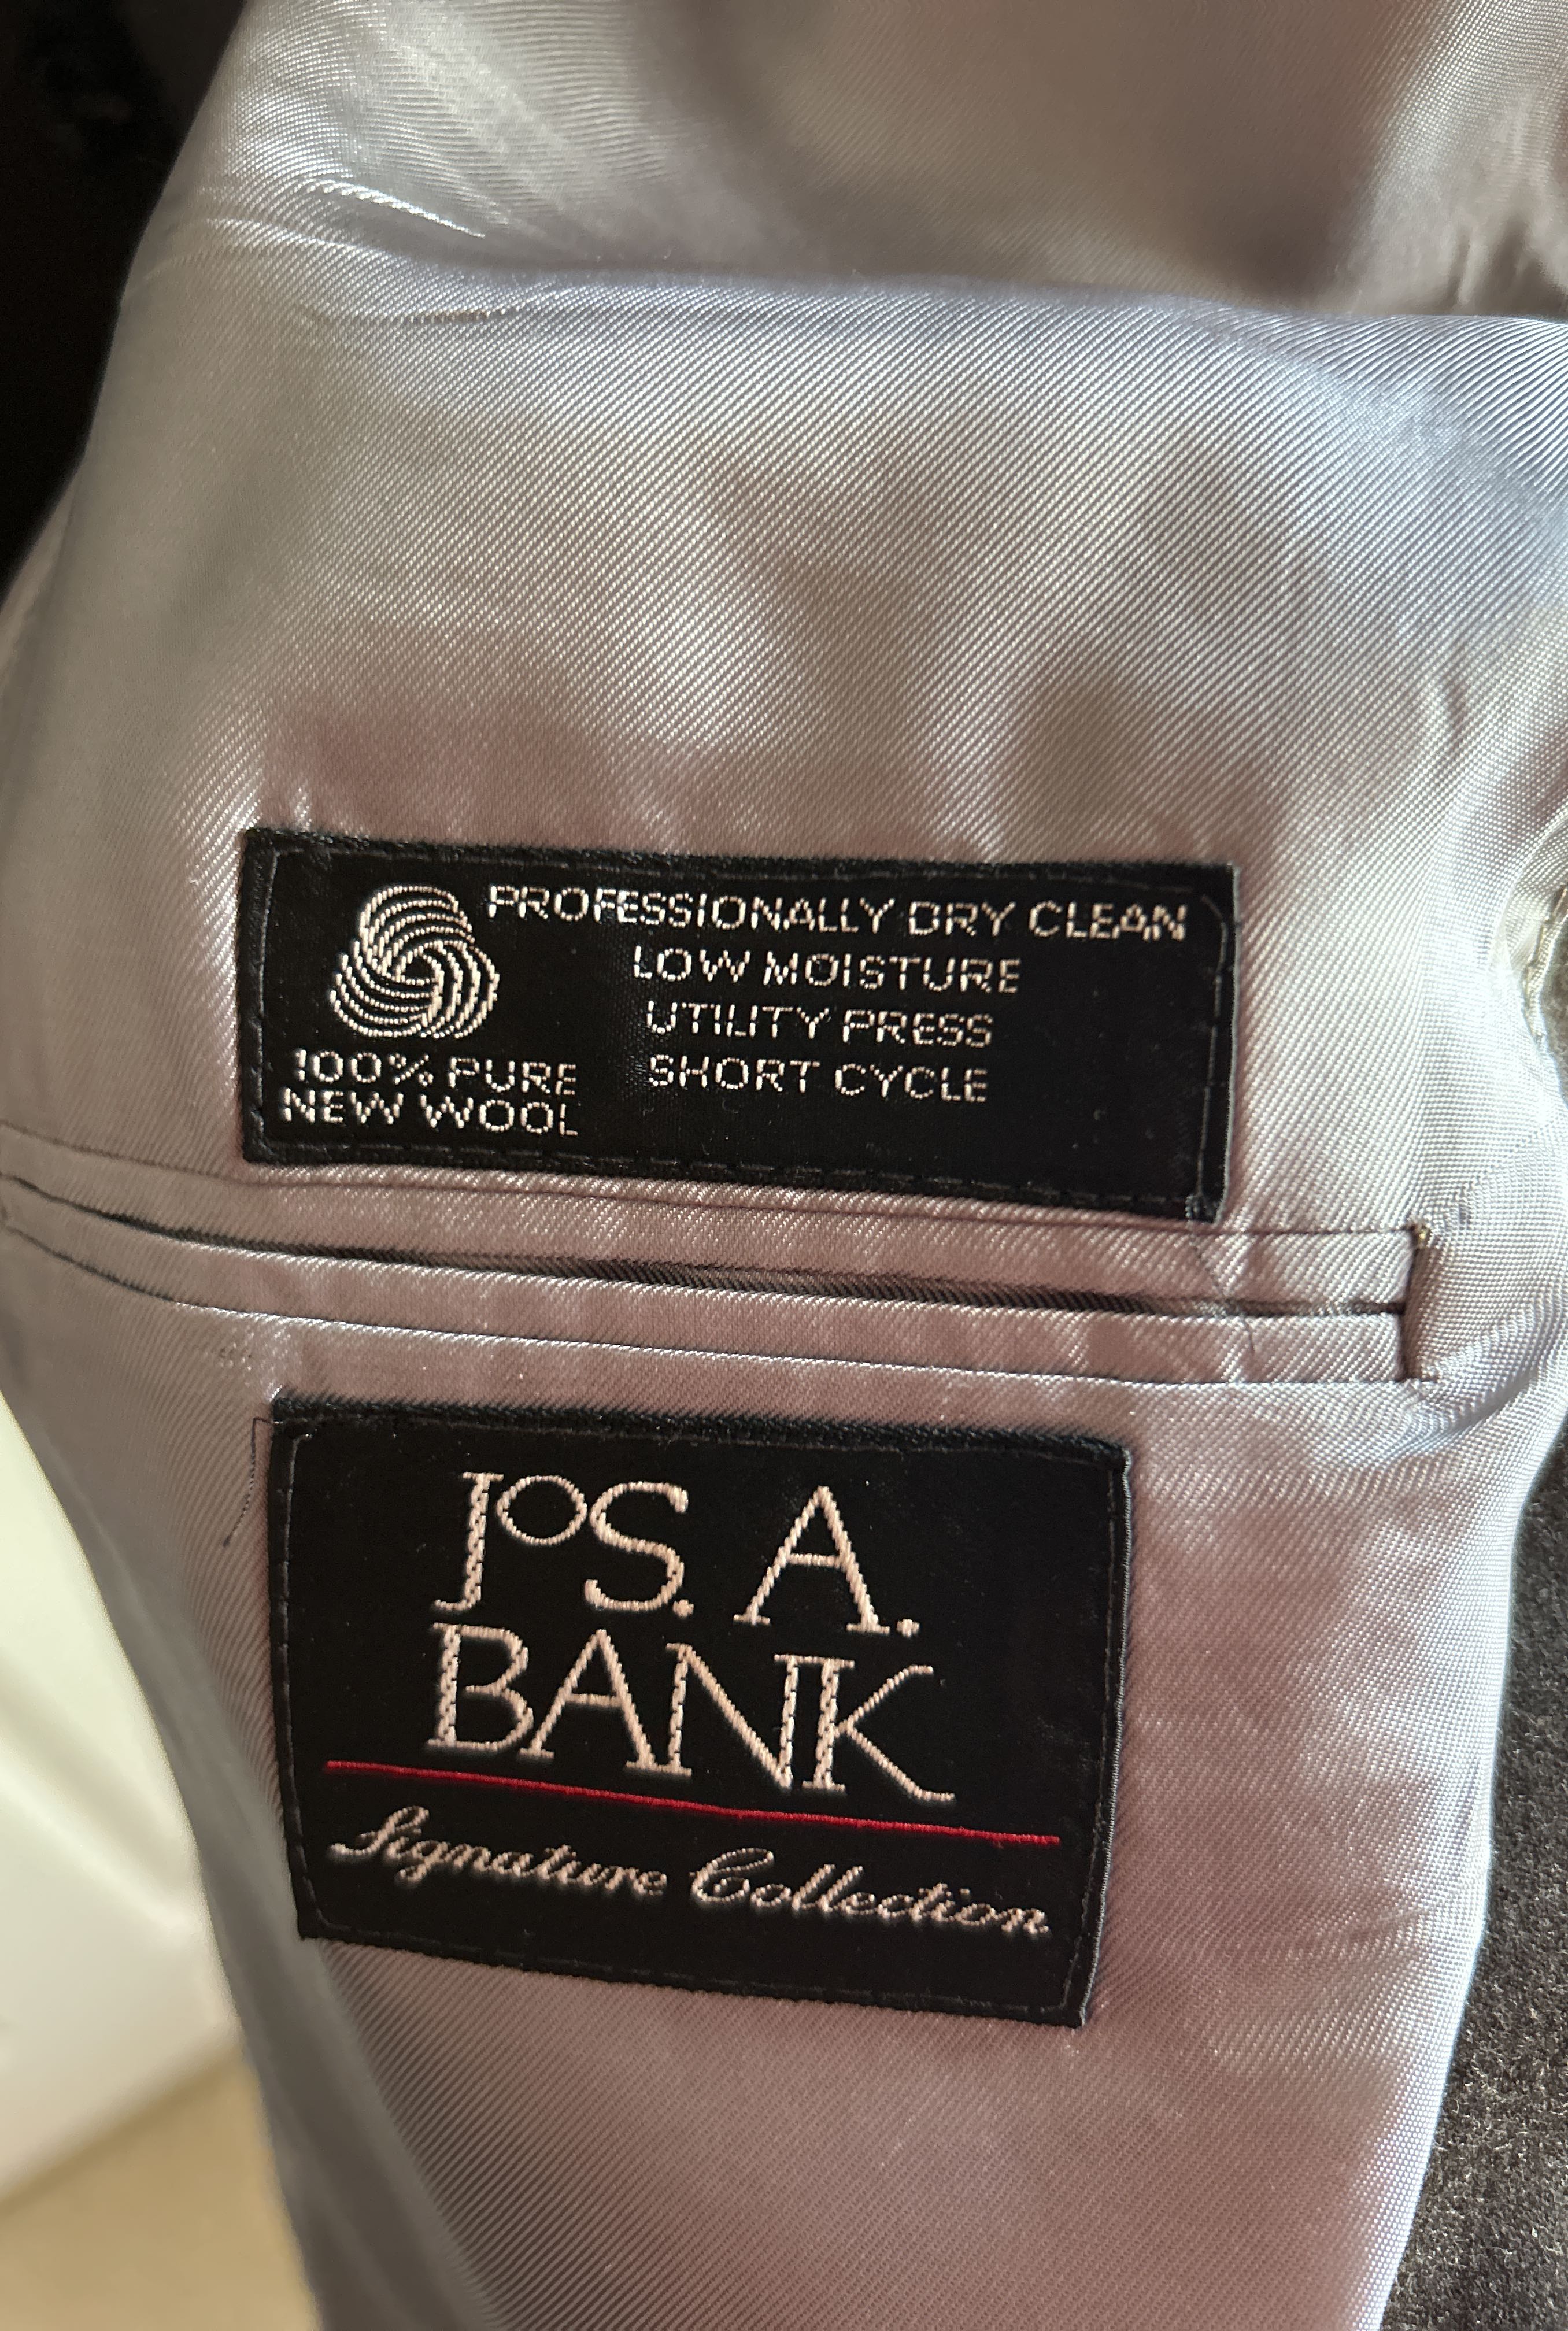 PROFESSIONALLY DRY CLEAN
LOW MOISTURE
UTILITY PRESS
SHORT CYCLE
100% PURE
NEW WOOL
JOS. A.
BANK
Signature Collection